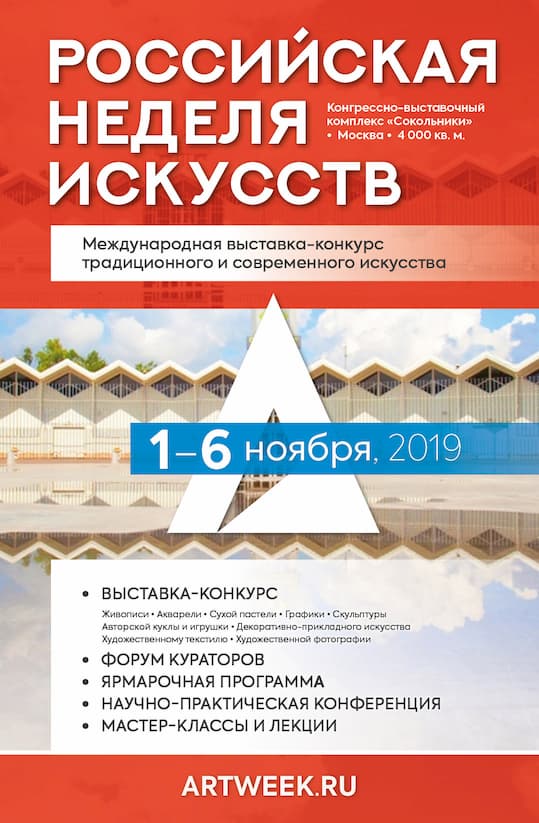 РОССИЙСКАЯ
НЕДЕЛЯ
ИСКУССТВ
Конгрессно-выставочный
комплекс «Сокольники»
• Москва • 4 000 кв. м.
Международная выставка-конкурс
традиционного и современного искусства
1–6 ноября, 2019
• ВЫСТАВКА-КОНКУРС
Живописи • Акварели • Сухой пастели • Графики • Скульптуры
Авторской куклы и игрушки • Декоративно-прикладного искусства
Художественному текстилю • Художественной фотографии
• ФОРУМ КУРАТОРОВ
• ЯРМАРОЧНАЯ ПРОГРАММА
• НАУЧНО-ПРАКТИЧЕСКАЯ КОНФЕРЕНЦИЯ
• МАСТЕР-КЛАССЫ И ЛЕКЦИИ
ARTWEEK.RU